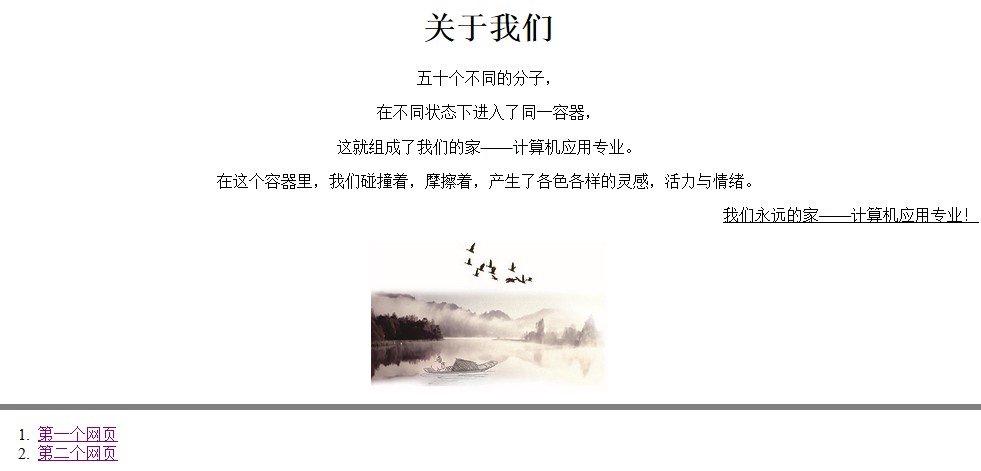 关于我们
五十个不同的分子，
在不同状态下进入了同一容器，
这就组成了我们的家——计算机应用专业。
在这个容器里，我们碰撞着，摩擦着，产生了各色各样的灵感，活力与情绪。
我们永远的家——计算机应用专业！
1. 第一个网页
2. 第二个网页